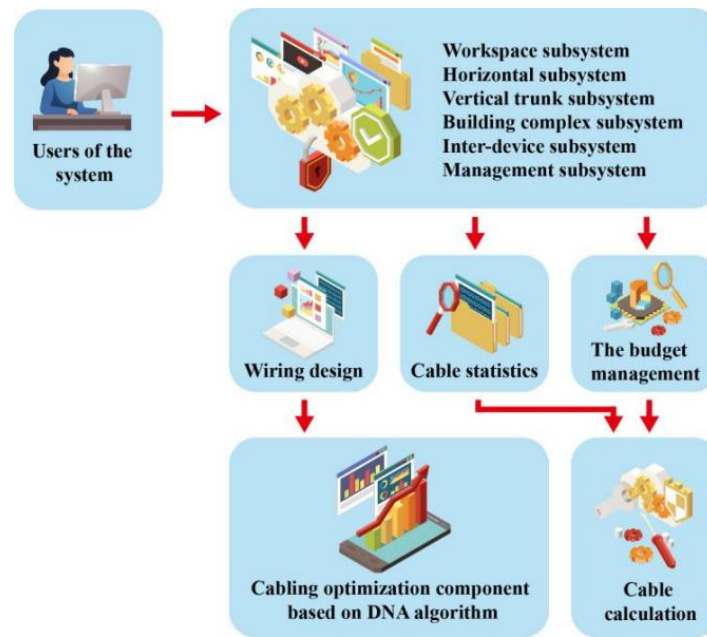 Users of the
system
Workspace subsystem
Horizontal subsystem
Vertical trunk subsystem
Building complex subsystem
Inter-device subsystem
Management subsystem
Wiring design
Cable statistics
The budget
management
Cabling optimization component
based on DNA algorithm
Cable
calculation